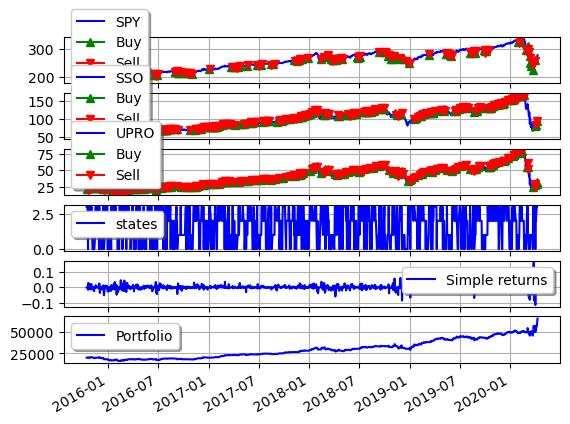 SPY
Buy
Sell
300
200
SSO
Buy
Sell
150
100
50
UPRO
Buy
Sell
75
50
25
2.5
0.0
states
0.1
0.0
−0.1
Simple returns
50000
25000
Portfolio
2016-01
2016-07
2017-01
2017-07
2018-01
2018-07
2019-01
2019-07
2020-01